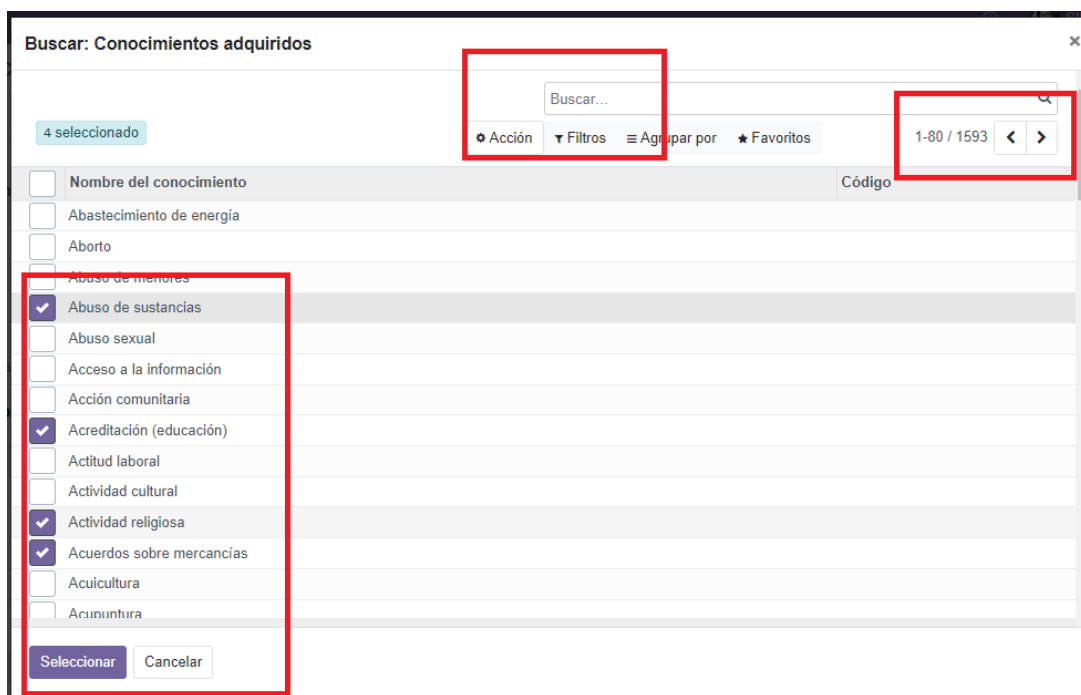 Buscar: Conocimientos adquiridos
Buscar...
4 seleccionado
Acción Filtros Agrupar por Favoritos 1-80 / 1593
Nombre del conocimiento Código
Abastecimiento de energía
Aborto
Abuso de menores
Abuso de sustancias
Abuso sexual
Acceso a la información
Acción comunitaria
Acreditación (educación)
Actitud laboral
Actividad cultural
Actividad religiosa
Acuerdos sobre mercancías
Acuicultura
Acupuntura
Seleccionar Cancelar